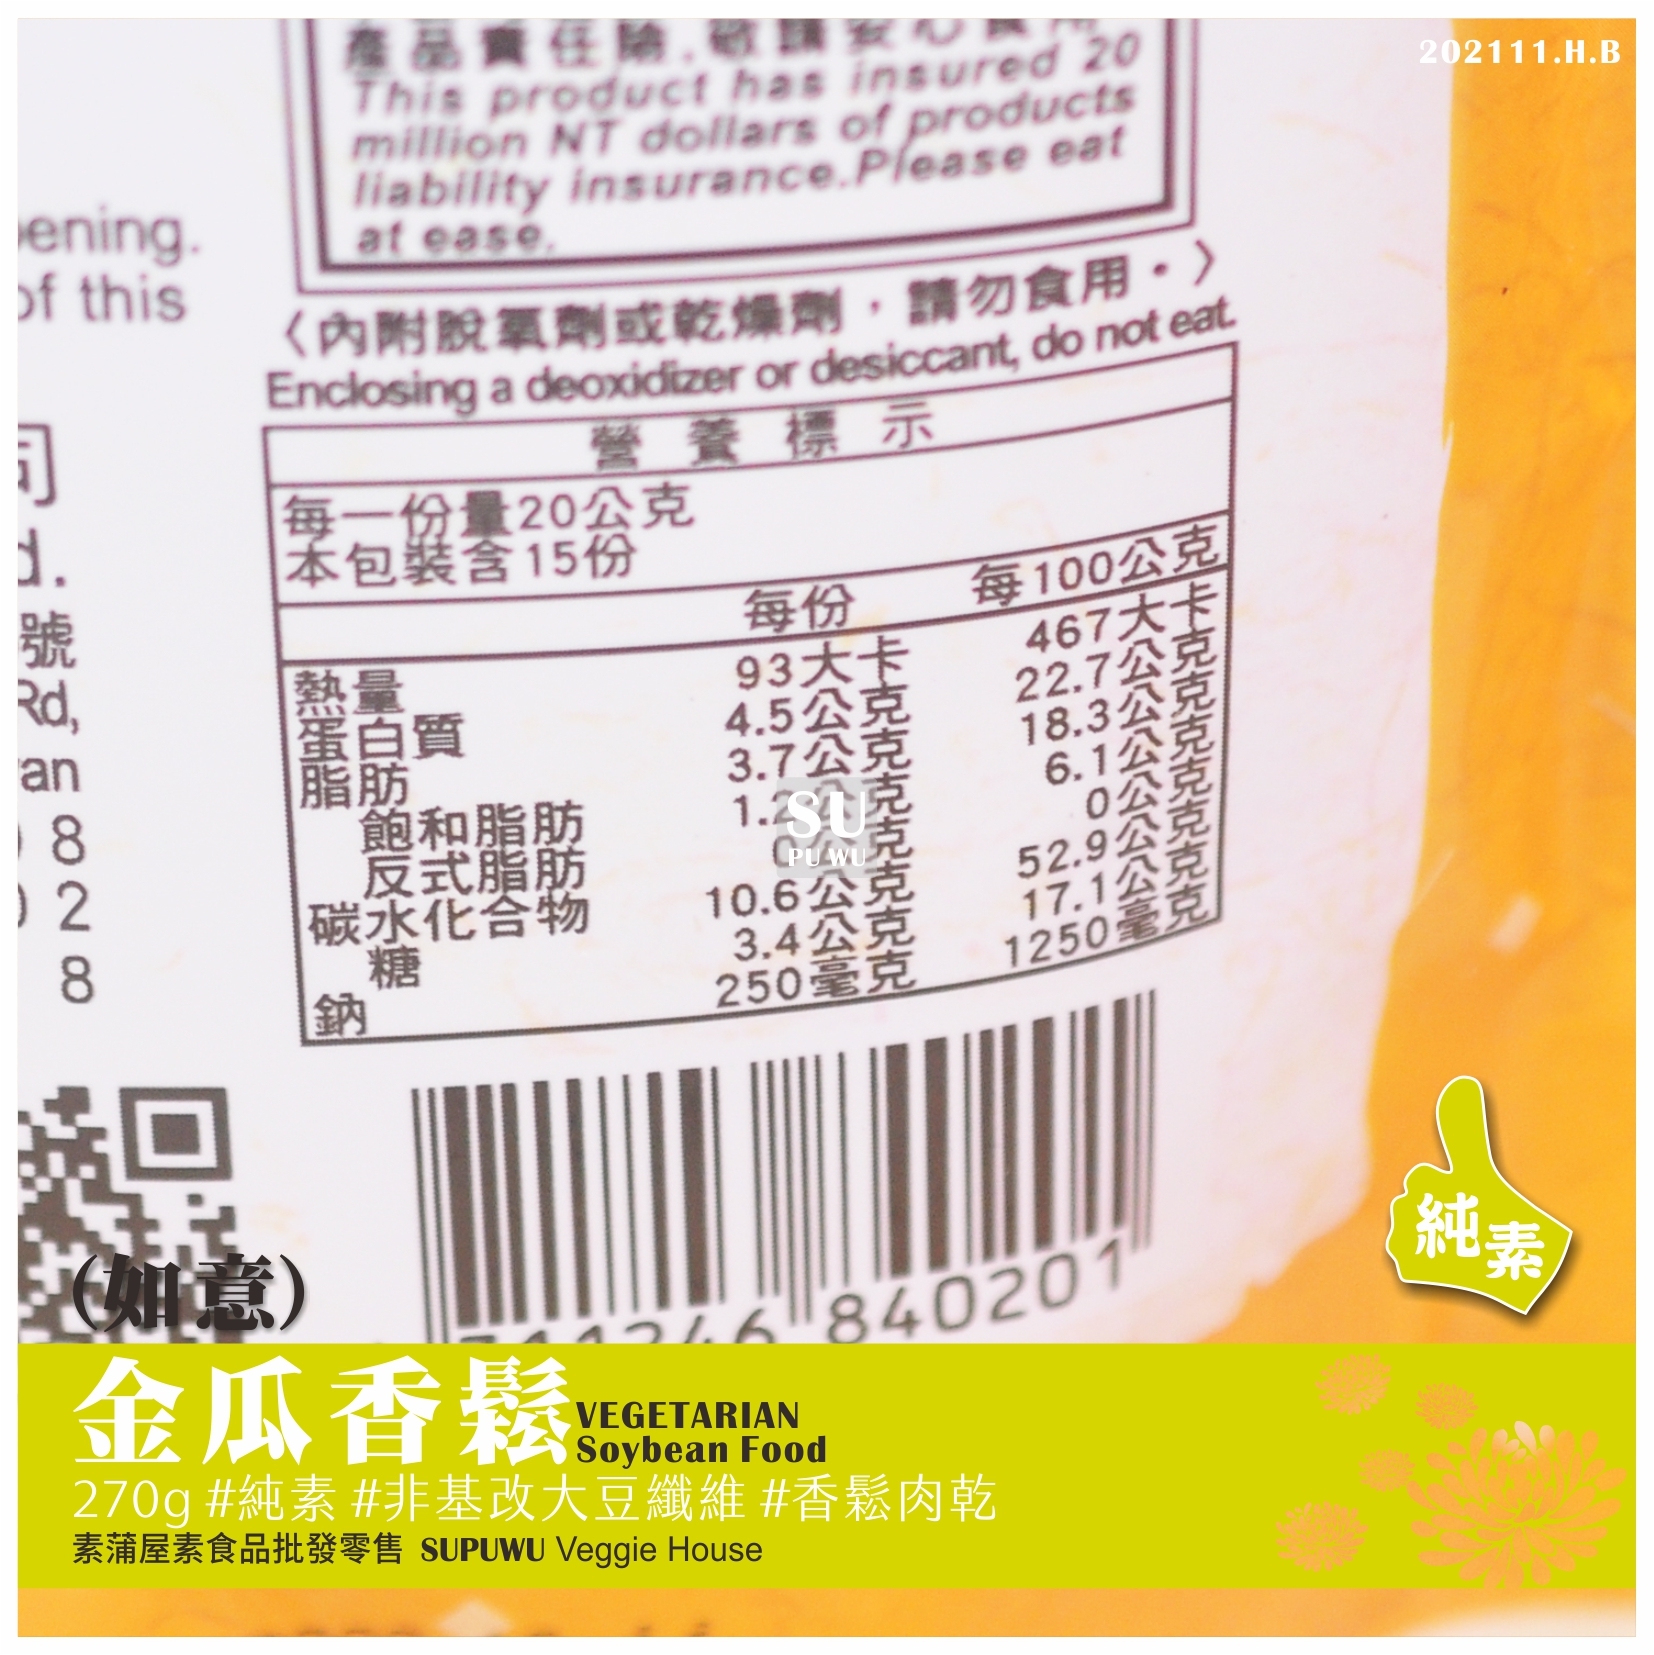 202111.H.B
產品責任險.敬請安心食用
This product has insured 20
million NT dollars of products
liability insurance.Please eat
at ease.
ening.
of this
〈內附脫氧劑或乾燥劑，請勿食用。〉
Enclosing a deoxidizer or desiccant, do not eat.
司
d.
號
Rd,
an
8
2
8
營養標示
每一份量20公克
本包裝含15份
每份 每100公克
熱量 93大卡 467大卡
蛋白質 4.5公克 22.7公克
脂肪 3.7公克 18.3公克
飽和脂肪 1.2公克 6.1公克
反式脂肪 克 0公克
碳水化合物 10.6公克 52.9公克
糖 3.4公克 17.1公克
鈉 250毫克 1250毫克
SU
PU WU
840201
純素
(如意)
金瓜香鬆
VEGETARIAN
Soybean Food
270g #純素 #非基改大豆纖維 #香鬆肉乾
素蒲屋素食品批發零售 SUPUWU Veggie House